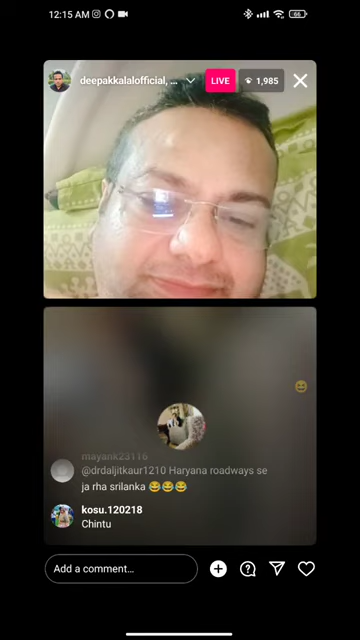 12:15 AM
66
deepakkalalofficial, ...
LIVE
1,985
mayank23116
@drdaljitkaur1210 Haryana roadways se
ja rha srilanka 😂😂😂
kosu.120218
Chintu
Add a comment...